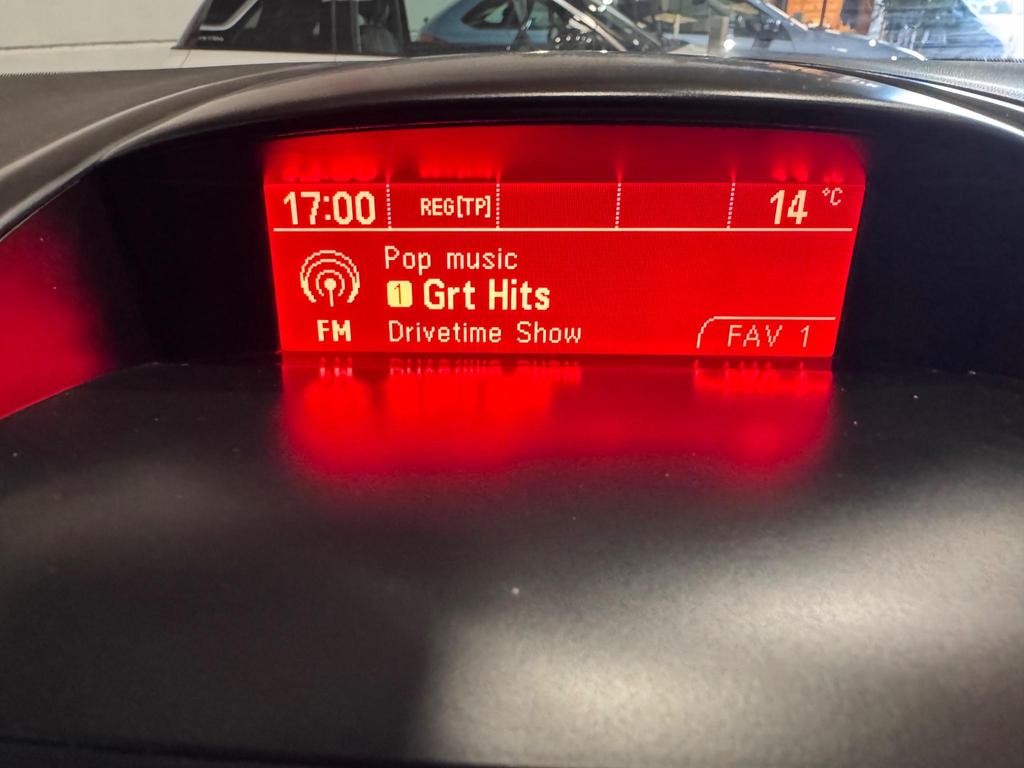 17:00 REG[TP] 14 °C
Pop music
1 Grt Hits
FM Drivetime Show
FAV 1